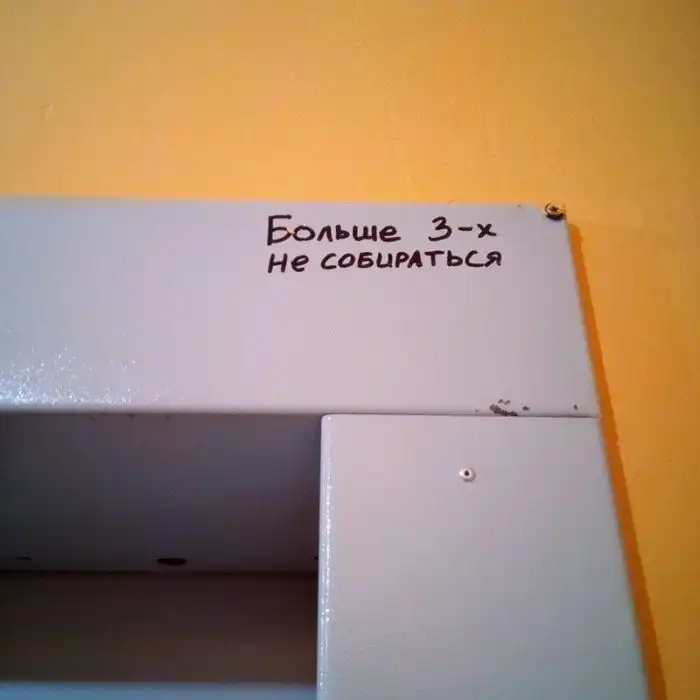 Больше 3-х
не собираться